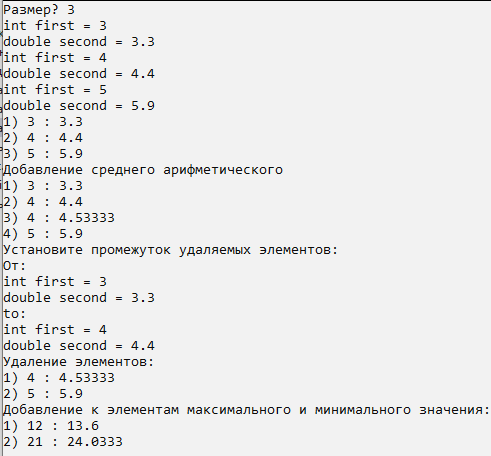 Размер? 3
int first = 3
double second = 3.3
int first = 4
double second = 4.4
int first = 5
double second = 5.9
1) 3 : 3.3
2) 4 : 4.4
3) 5 : 5.9
Добавление среднего арифметического
1) 3 : 3.3
2) 4 : 4.4
3) 4 : 4.53333
4) 5 : 5.9
Установите промежуток удаляемых элементов:
От:
int first = 3
double second = 3.3
to:
int first = 4
double second = 4.4
Удаление элементов:
1) 4 : 4.53333
2) 5 : 5.9
Добавление к элементам максимального и минимального значения:
1) 12 : 13.6
2) 21 : 24.0333